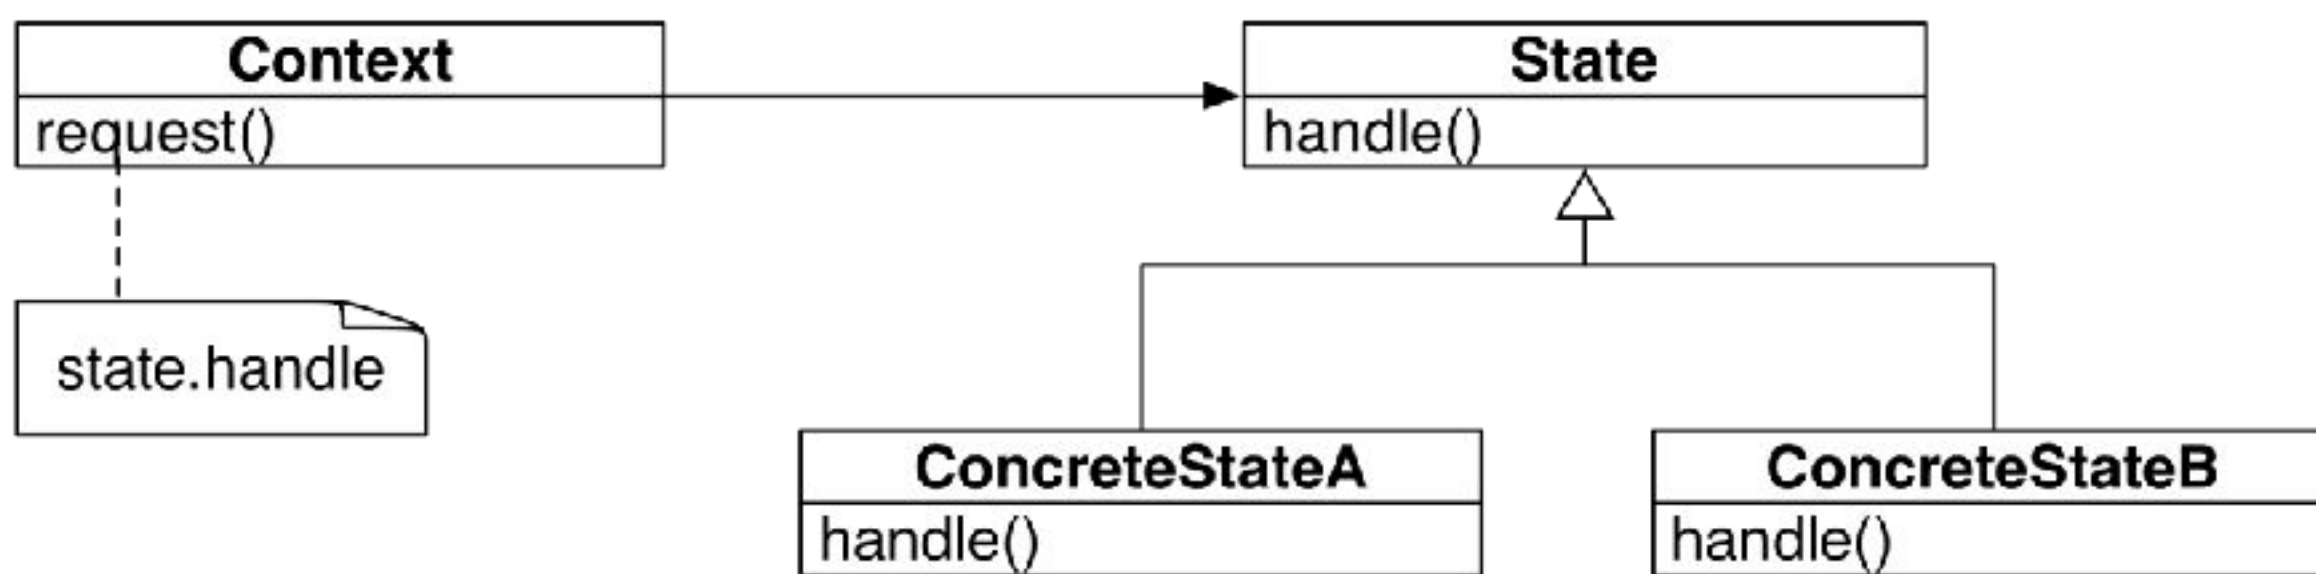 Context
request()
State
handle()
state.handle
ConcreteStateA
handle()
ConcreteStateB
handle()